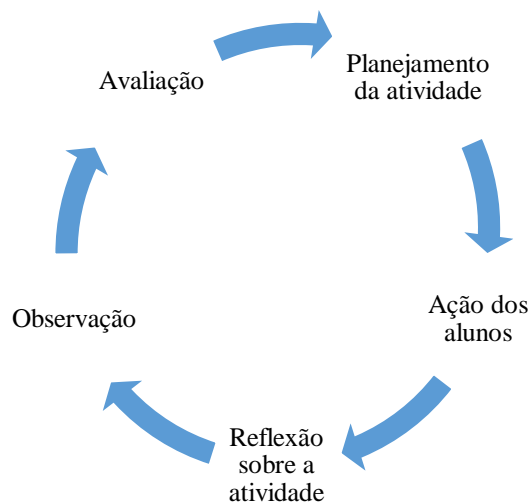 Avaliação
Planejamento
da atividade
Ação dos
alunos
Reflexão
sobre a
atividade
Observação